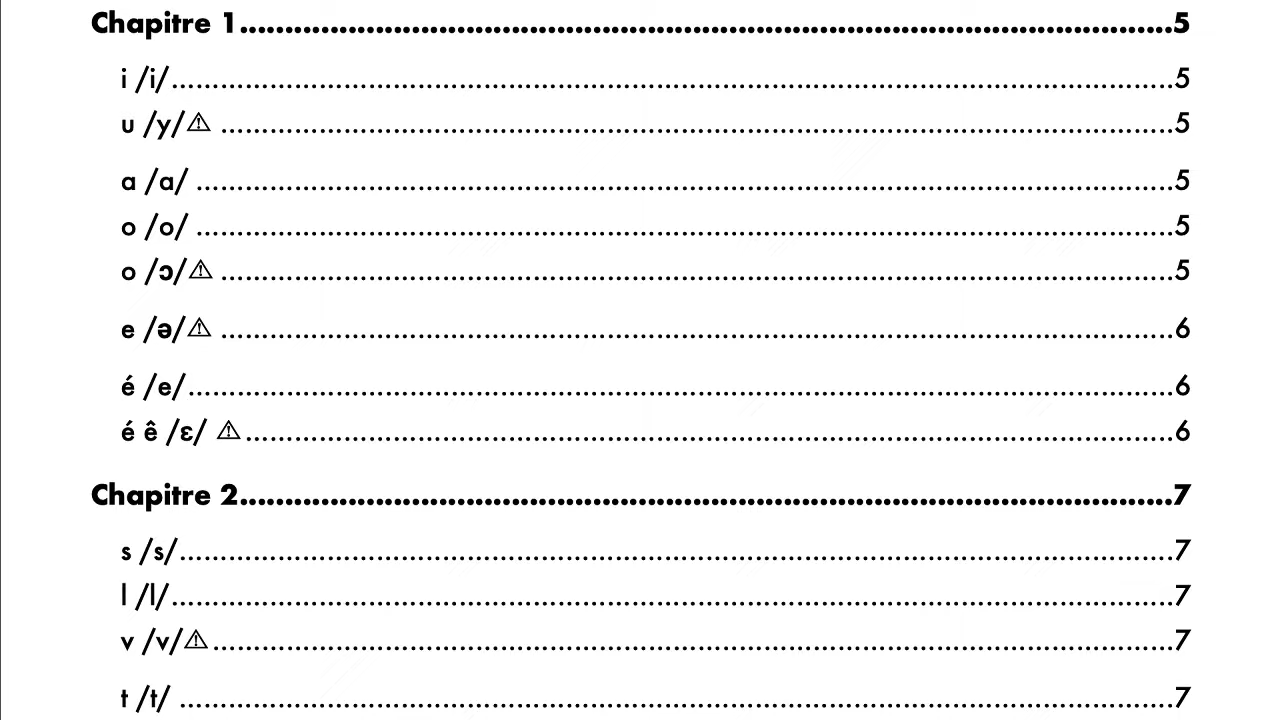 Chapitre 1..........5
i /i/..........5
u /y/⚠ ..........5
a /a/ ..........5
o /o/ ..........5
o /ɔ/⚠ ..........5
e /ə/⚠ ..........6
é /e/..........6
é ê /ɛ/ ⚠..........6
Chapitre 2..........7
s /s/..........7
l /l/..........7
v /v/⚠..........7
t /t/ ..........7